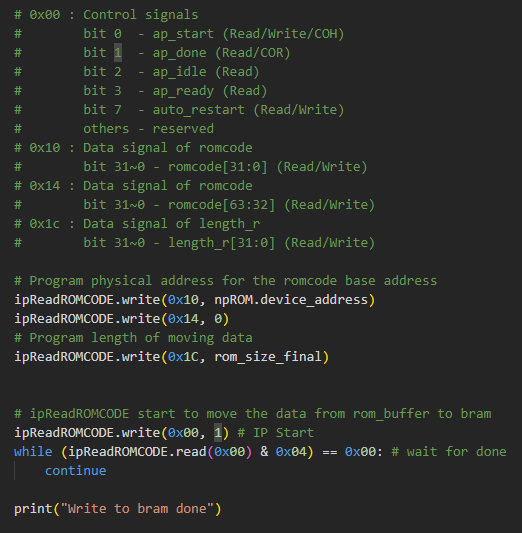 # 0x00 : Control signals
#        bit 0  - ap_start (Read/Write/COH)
#        bit 1  - ap_done (Read/COR)
#        bit 2  - ap_idle (Read)
#        bit 3  - ap_ready (Read)
#        bit 7  - auto_restart (Read/Write)
#        others - reserved
# 0x10 : Data signal of romcode
#        bit 31~0 - romcode[31:0] (Read/Write)
# 0x14 : Data signal of romcode
#        bit 31~0 - romcode[63:32] (Read/Write)
# 0x1c : Data signal of length_r
#        bit 31~0 - length_r[31:0] (Read/Write)
# Program physical address for the romcode base address
ipReadROMCODE.write(0x10, npROM.device_address)
ipReadROMCODE.write(0x14, 0)
# Program length of moving data
ipReadROMCODE.write(0x1C, rom_size_final)
# ipReadROMCODE start to move the data from rom_buffer to bram
ipReadROMCODE.write(0x00, 1) # IP Start
while (ipReadROMCODE.read(0x00) & 0x04) == 0x00: # wait for done
    continue
print("Write to bram done")